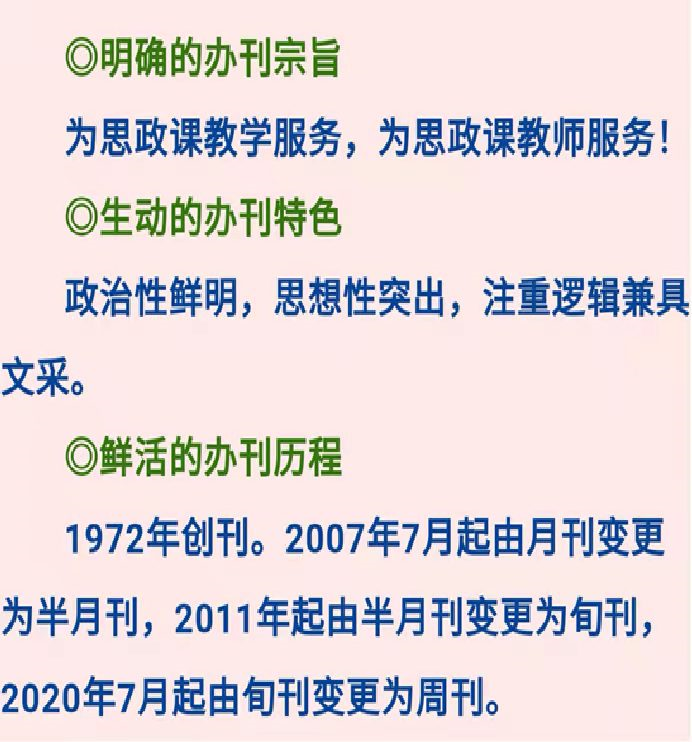 ◎明确的办刊宗旨
为思政课教学服务，为思政课教师服务！
◎生动的办刊特色
政治性鲜明，思想性突出，注重逻辑兼具
文采。
◎鲜活的办刊历程
1972年创刊。2007年7月起由月刊变更
为半月刊，2011年起由半月刊变更为旬刊，
2020年7月起由旬刊变更为周刊。